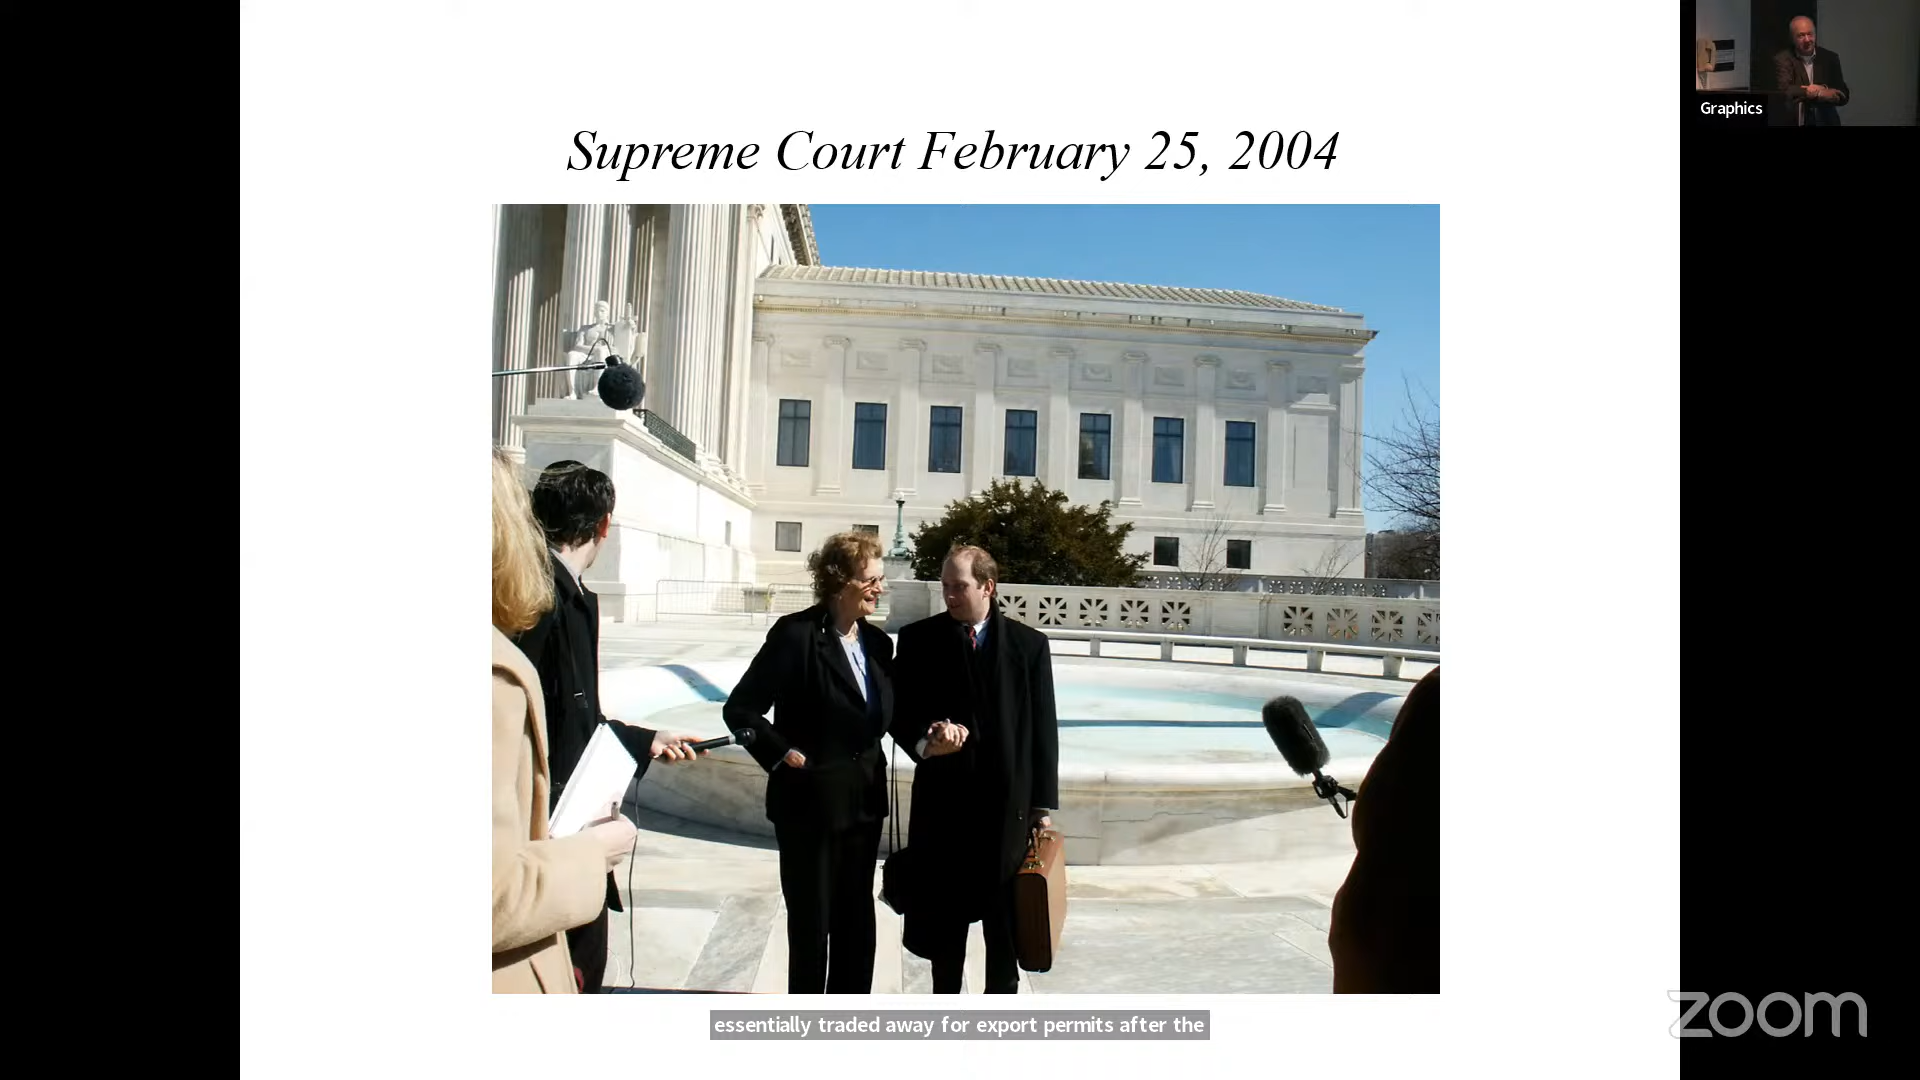 Supreme Court February 25, 2004
Graphics
essentially traded away for export permits after the
zoom